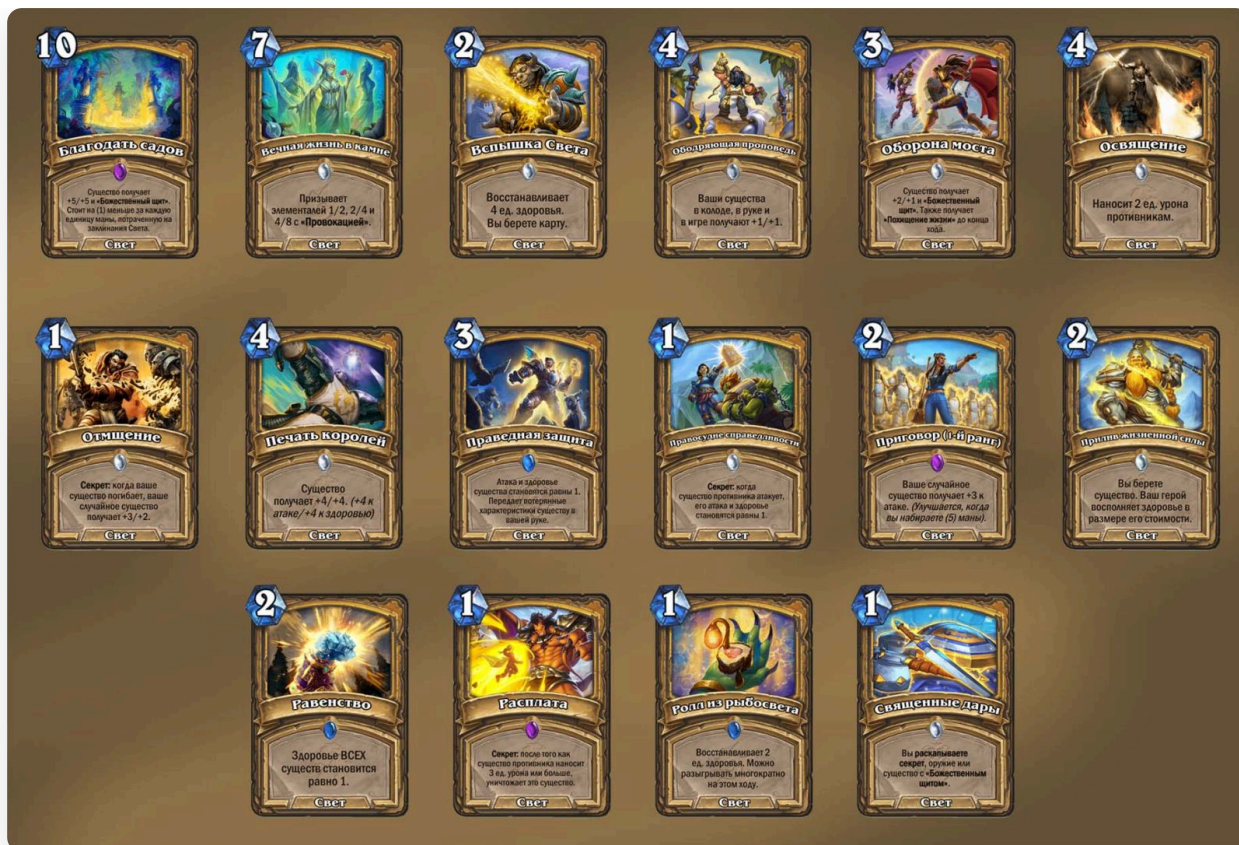 10
Благодать садов
Существо получает
+5/+5 и «Божественный щит».
Стоит на (1) меньше за каждую
единицу маны, потраченную на
заклинания Света.
Свет
7
Вечная жизнь в камне
Призывает
элементалей 1/2, 2/4 и
4/8 с «Провокацией».
Свет
2
Вспышка Света
Восстанавливает
4 ед. здоровья.
Вы берете карту.
Свет
4
Ободряющая проповедь
Ваши существа
в колоде, в руке и
в игре получают +1/+1.
Свет
3
Оборона моста
Существо получает
+2/+1 и «Божественный
щит». Также получает
«Похищение жизни» до конца
хода.
Свет
4
Освящение
Наносит 2 ед. урона
противникам.
Свет
1
Отмщение
Секрет: когда ваше
существо погибает, ваше
случайное существо
получает +3/+2.
Свет
4
Печать королей
Существо
получает +4/+4. (+4 к
атаке/+4 к здоровью)
Свет
3
Праведная защита
Атака и здоровье
существа становятся равны 1.
Передает потерянные
характеристики существу в
вашей руке.
Свет
1
Правосудие справедливости
Секрет: когда
существо противника атакует,
его атака и здоровье
становятся равны 1.
Свет
2
Приговор (1-й ранг)
Ваше случайное
существо получает +3 к
атаке. (Улучшается, когда
вы набираете (5) маны).
Свет
2
Прилив жизненной силы
Вы берете
существо. Ваш герой
восполняет здоровье в
размере его стоимости.
Свет
2
Равенство
Здоровье ВСЕХ
существ становится
равно 1.
Свет
1
Расплата
Секрет: после того как
существо противника наносит
3 ед. урона или больше,
уничтожает это существо.
Свет
1
Ролл из рыбосвета
Восстанавливает 2
ед. здоровья. Можно
разыгрывать многократно
на этом ходу.
Свет
1
Священные дары
Вы раскапываете
секрет, оружие или
существо с «Божественным
щитом».
Свет